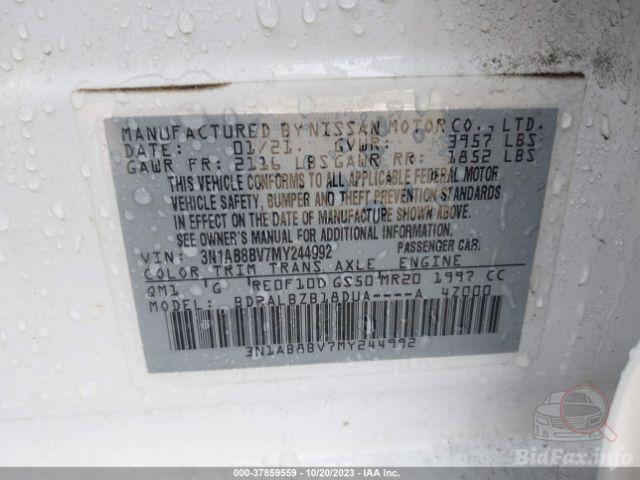 MANUFACTURED BY NISSAN MOTOR CO., LTD.
DATE: 01/21. GVWR: 3957 LBS
GAWR FR: 2116 LBS GAWR RR: 1852 LBS
THIS VEHICLE CONFORMS TO ALL APPLICABLE FEDERAL MOTOR
VEHICLE SAFETY, BUMPER AND THEFT PREVENTION STANDARDS
IN EFFECT ON THE DATE OF MANUFACTURE SHOWN ABOVE.
SEE OWNER'S MANUAL FOR ADDITIONAL INFORMATION.
VIN: 3N1AB8BV7MY244992 PASSENGER CAR.
COLOR TRIM TRANS AXLE ENGINE
QM1 G RE0F10D GS50 MR20 1997 CC
MODEL: BDRALBZB18DUA----A 4Z000
3N1AB8BV7MY244992
000-37859559 | 10/20/2023 | IAA Inc.
BidFax.info